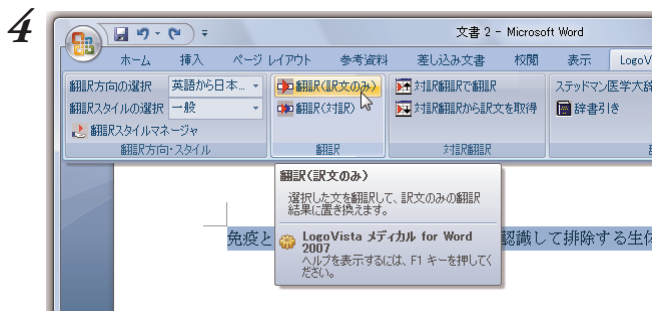 4
文書 2 - Microsoft Word
ホーム 挿入 ページ レイアウト 参考資料 差し込み文書 校閲 表示 LogoV
翻訳方向の選択 英語から日本... 翻訳(訳文のみ) 対訳翻訳で翻訳 ステッドマン医学大辞
翻訳スタイルの選択 一般 翻訳(対訳) 対訳翻訳から訳文を取得 辞書引き
翻訳スタイルマネージャ
翻訳方向・スタイル 翻訳 対訳翻訳
翻訳(訳文のみ)
選択した文を翻訳して、訳文のみの翻訳
結果に置き換えます。
免疫と 認識して排除する生体
LogoVista メディカル for Word
2007
ヘルプを表示するには、F1 キーを押してく
ださい。